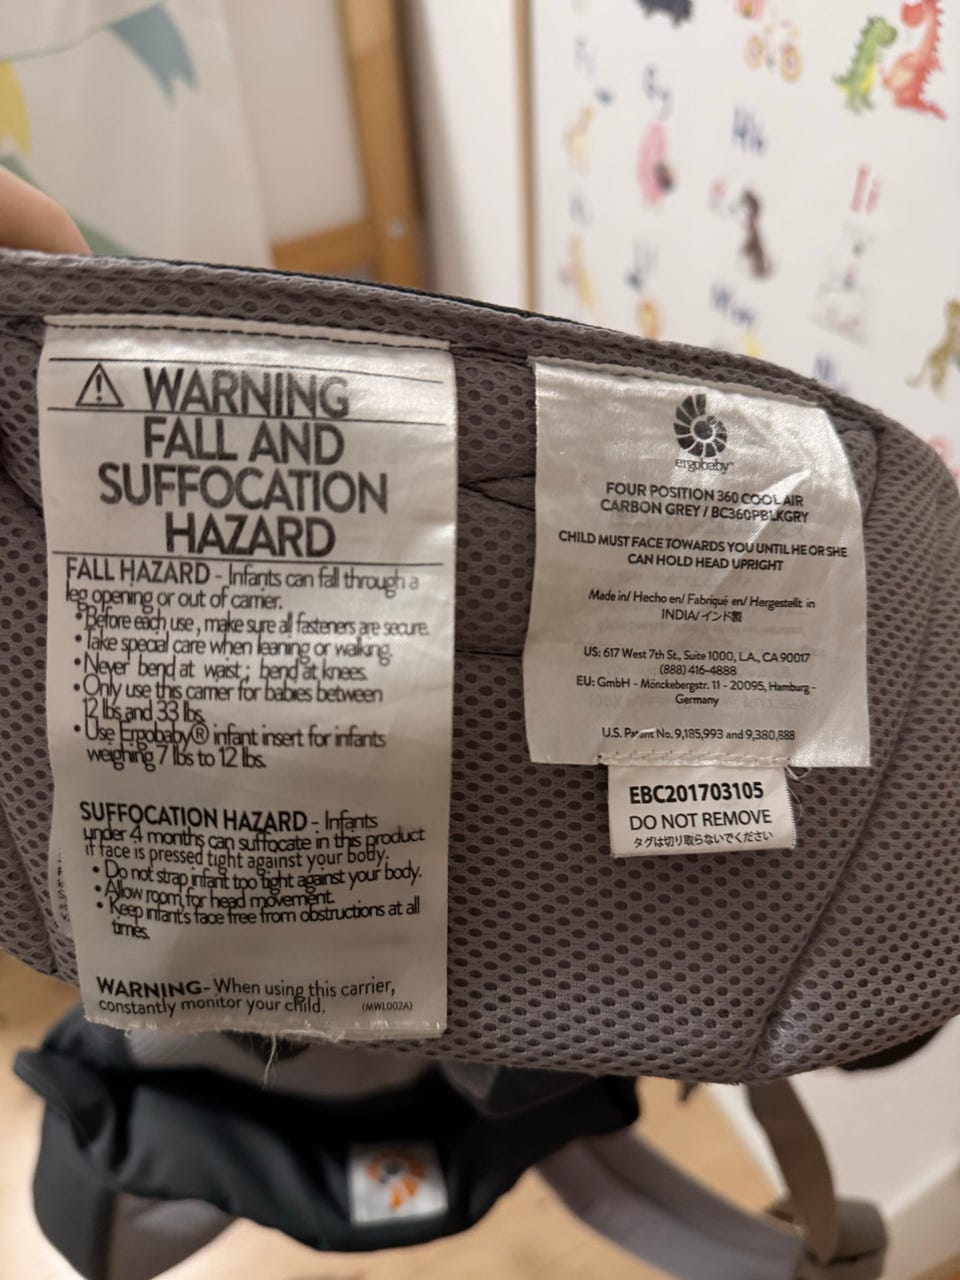 WARNING
FALL AND
SUFFOCATION
HAZARD
FALL HAZARD - Infants can fall through a
leg opening or out of carrier.
•Before each use, make sure all fasteners are secure.
•Take special care when leaning or walking.
•Never bend at waist; bend at knees.
•Only use this carrier for babies between
12 lbs and 33 lbs
•Use Ergobaby® infant insert for infants
weighing 7 lbs to 12 lbs.
SUFFOCATION HAZARD - Infants
under 4 months can suffocate in this product
if face is pressed tight against your body.
• Do not strap infant too tight against your body.
• Allow room for head movement.
• Keep infant's face free from obstructions at all
times.
WARNING- When using this carrier,
constantly monitor your child. (MWL002A)
ergobaby™
FOUR POSITION 360 COOL AIR
CARBON GREY / BC360PBLKGRY
CHILD MUST FACE TOWARDS YOU UNTIL HE OR SHE
CAN HOLD HEAD UPRIGHT
Made in/ Hecho en/ Fabriqué en/ Hergestellt in
INDIA/インド製
US: 617 West 7th St., Suite 1000, L.A., CA 90017
(888) 416-4888
EU: GmbH - Mönckebergstr. 11 - 20095, Hamburg -
Germany
U.S. Patent No. 9,185,993 and 9,380,888
EBC201703105
DO NOT REMOVE
タグは切り取らないでください
Gg
Hh
Ii